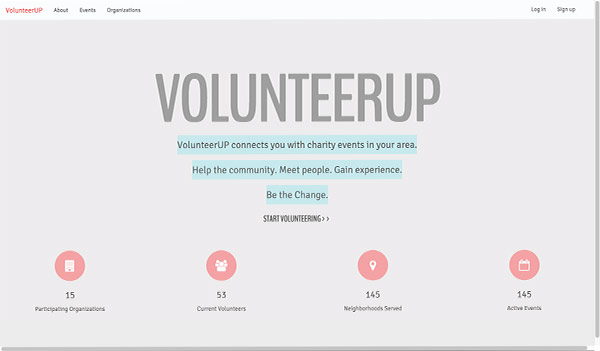 VolunteerUP About Events Organizations Log in Sign up
VOLUNTEERUP
VolunteerUP connects you with charity events in your area.
Help the community. Meet people. Gain experience.
Be the Change.
START VOLUNTEERING > >
15 53 145 145
Participating Organizations Current Volunteers Neighborhoods Served Active Events